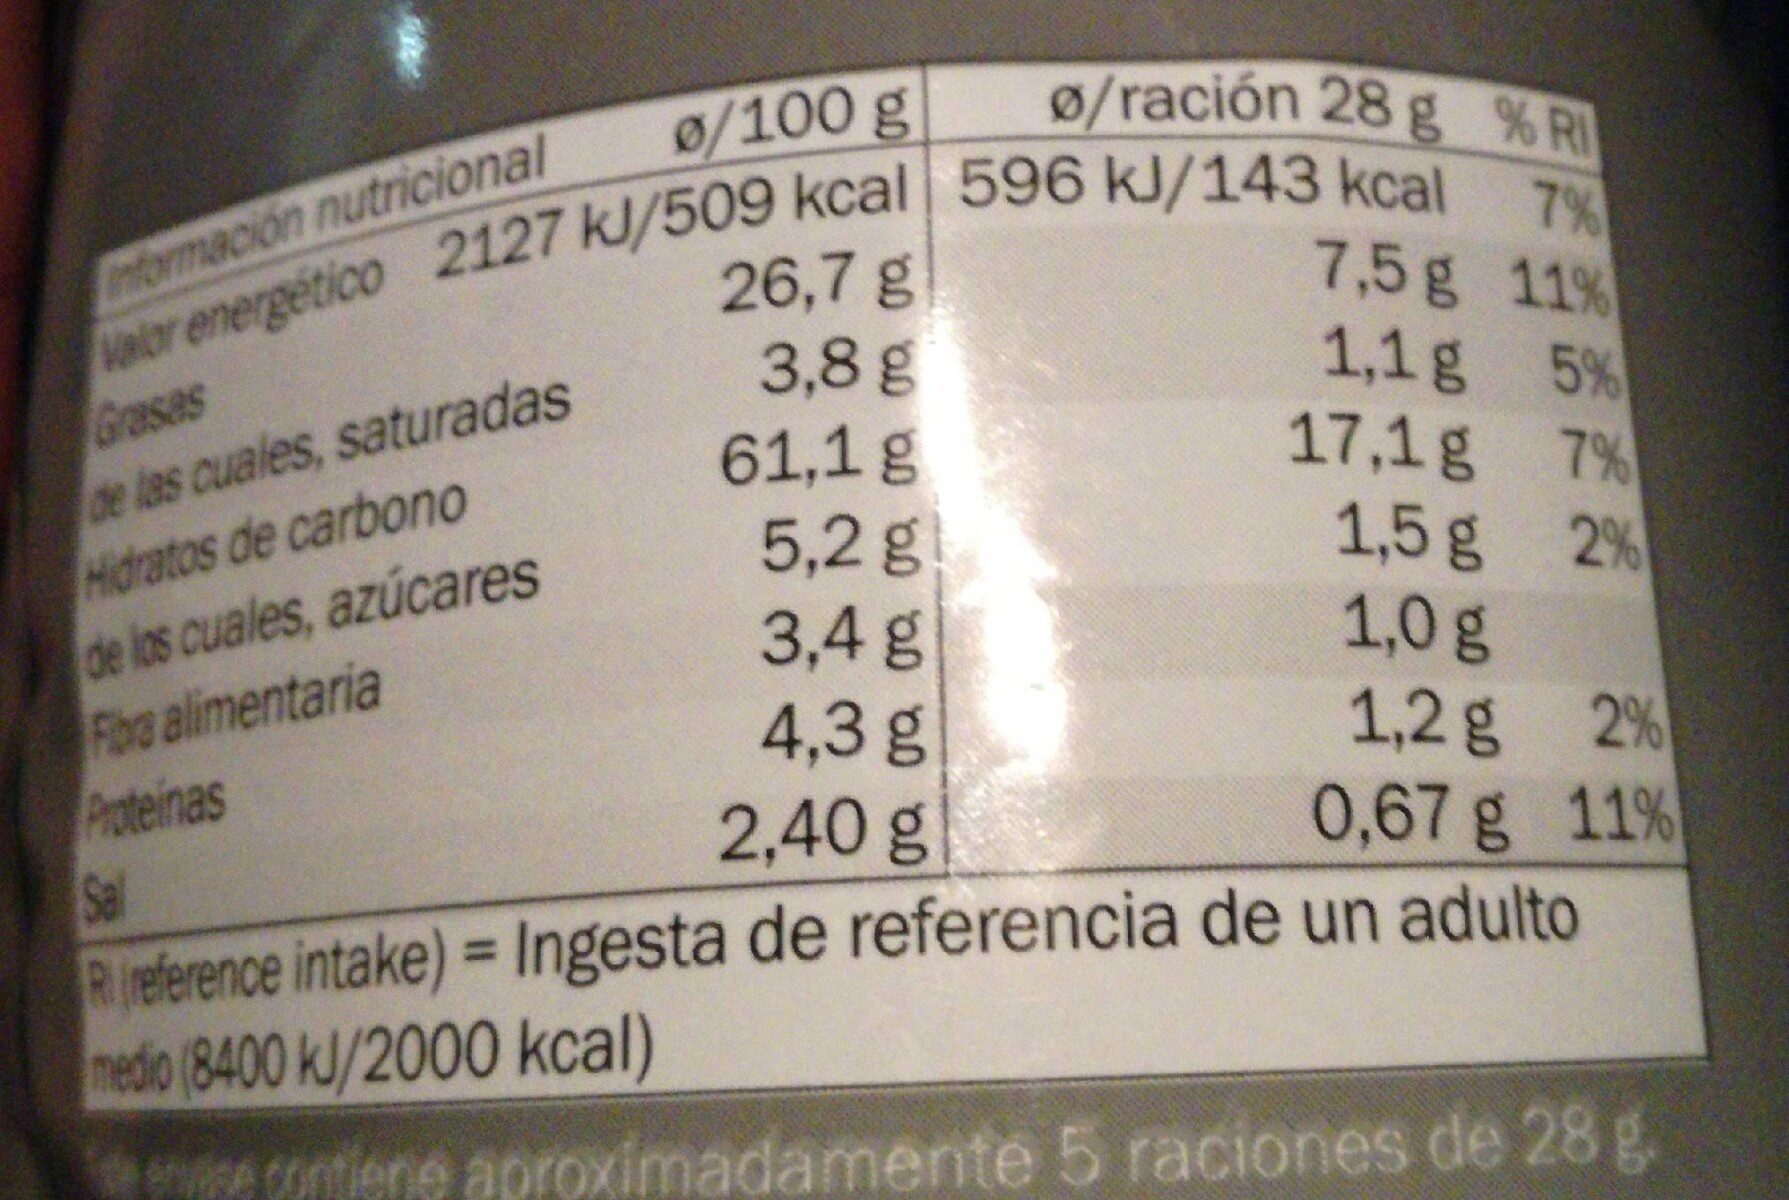 Información nutricional ø/100 g ø/ración 28 g % RI
Valor energético 2127 kJ/509 kcal 596 kJ/143 kcal 7%
Grasas 26,7 g 7,5 g 11%
de las cuales, saturadas 3,8 g 1,1 g 5%
Hidratos de carbono 61,1 g 17,1 g 7%
de los cuales, azúcares 5,2 g 1,5 g 2%
Fibra alimentaria 3,4 g 1,0 g
Proteínas 4,3 g 1,2 g 2%
Sal 2,40 g 0,67 g 11%
RI (reference intake) = Ingesta de referencia de un adulto
medio (8400 kJ/2000 kcal)
envase contiene aproximadamente 5 raciones de 28 g.